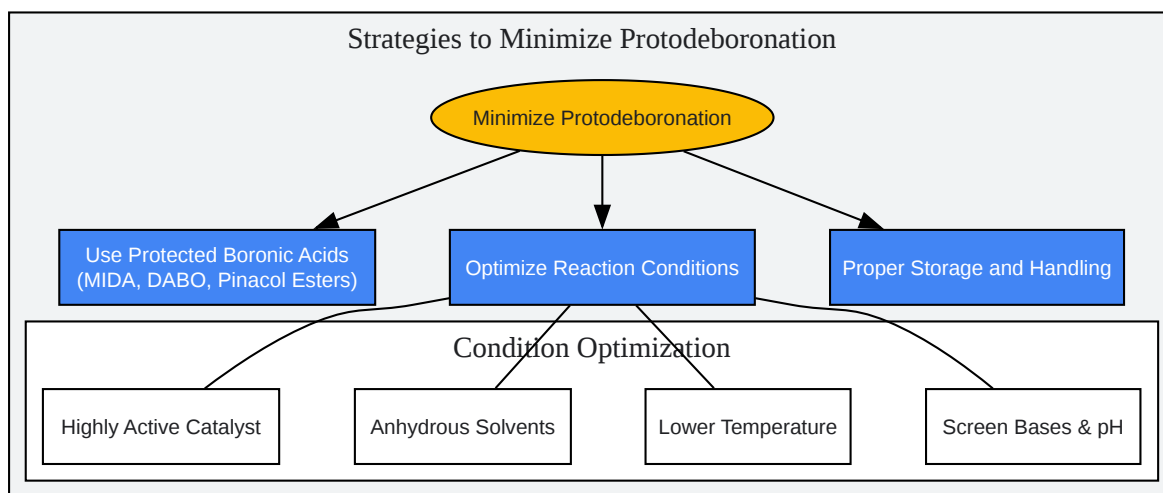 Strategies to Minimize Protodeboronation
Minimize Protodeboronation
Use Protected Boronic Acids
(MIDA, DABO, Pinacol Esters)
Optimize Reaction Conditions
Proper Storage and Handling
Condition Optimization
Highly Active Catalyst
Anhydrous Solvents
Lower Temperature
Screen Bases & pH